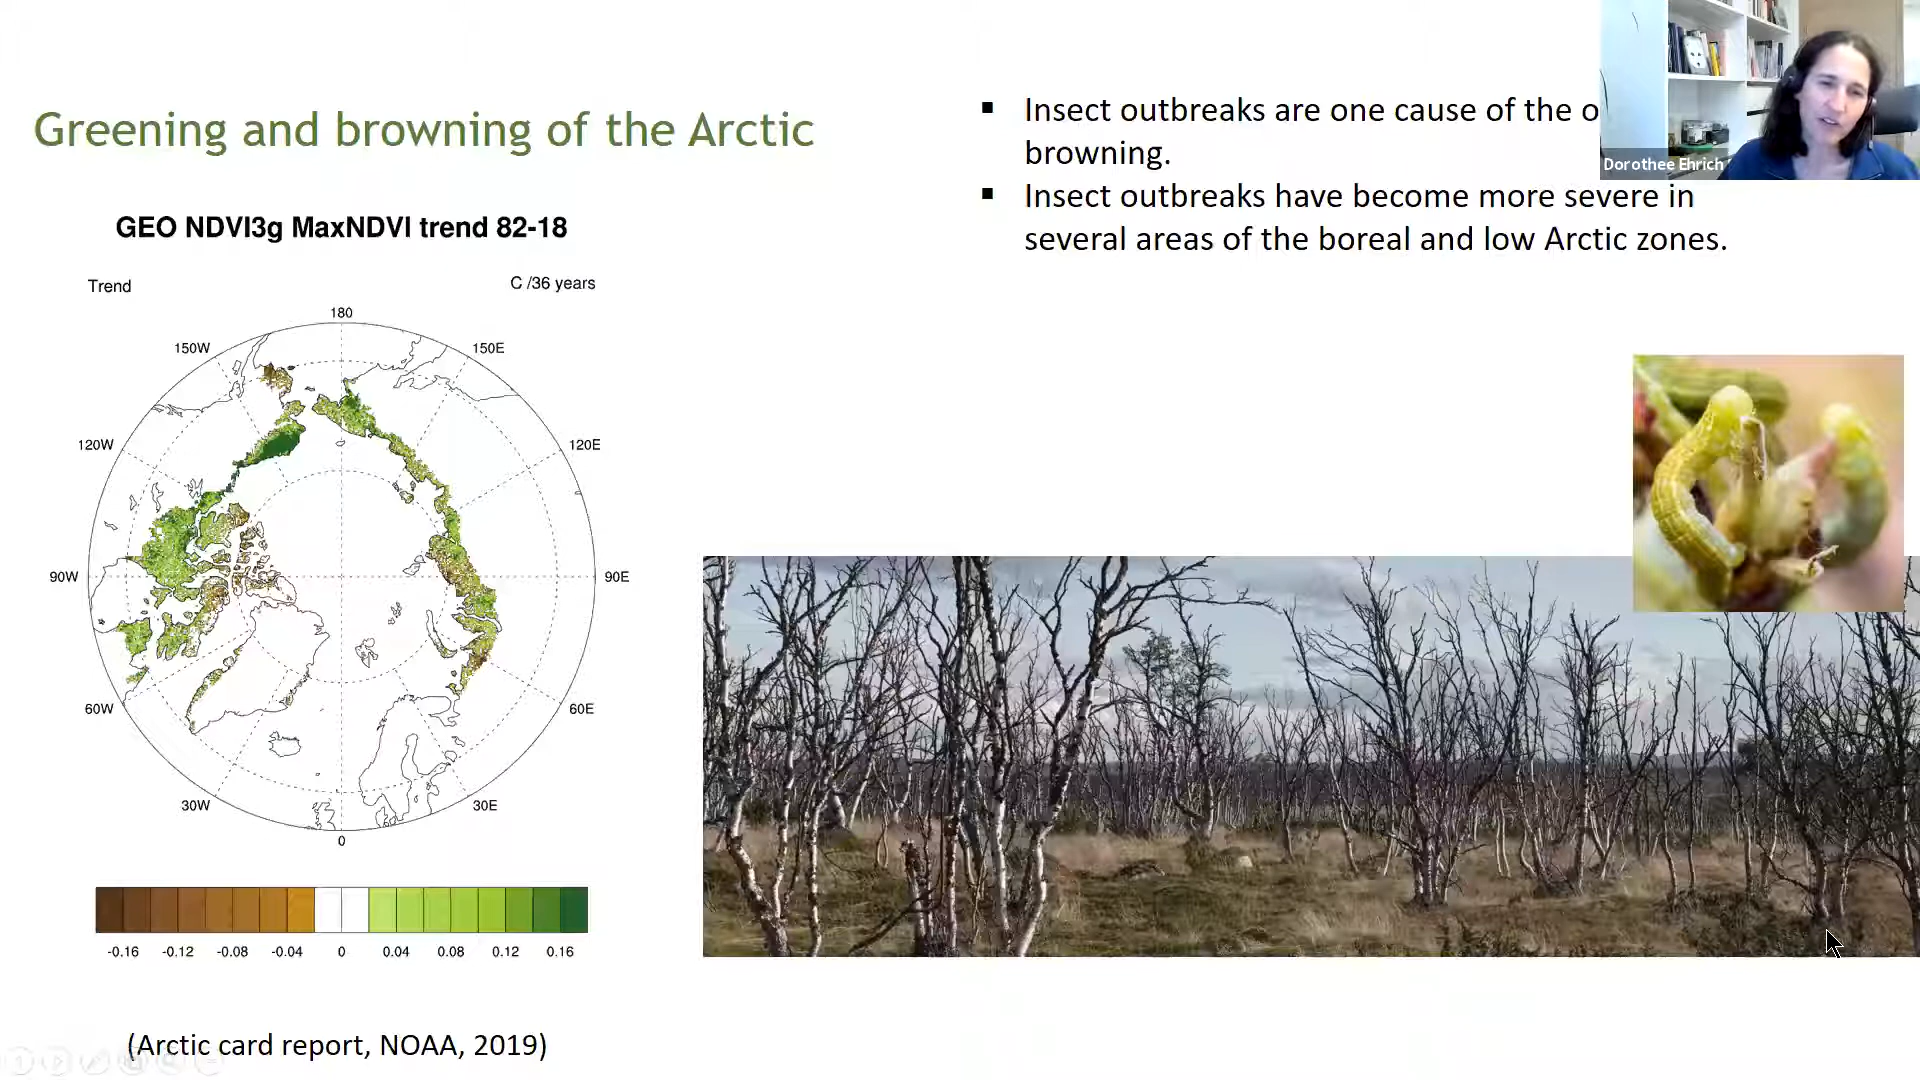 Greening and browning of the Arctic
Insect outbreaks are one cause of the
browning.
Insect outbreaks have become more severe in
several areas of the boreal and low Arctic zones.
Dorothee Ehrich
GEO NDVI3g MaxNDVI trend 82-18
Trend
C /36 years
180
150W
150E
120W
120E
90W
90E
60W
60E
30W
30E
0
-0.16 -0.12 -0.08 -0.04 0 0.04 0.08 0.12 0.16
(Arctic card report, NOAA, 2019)